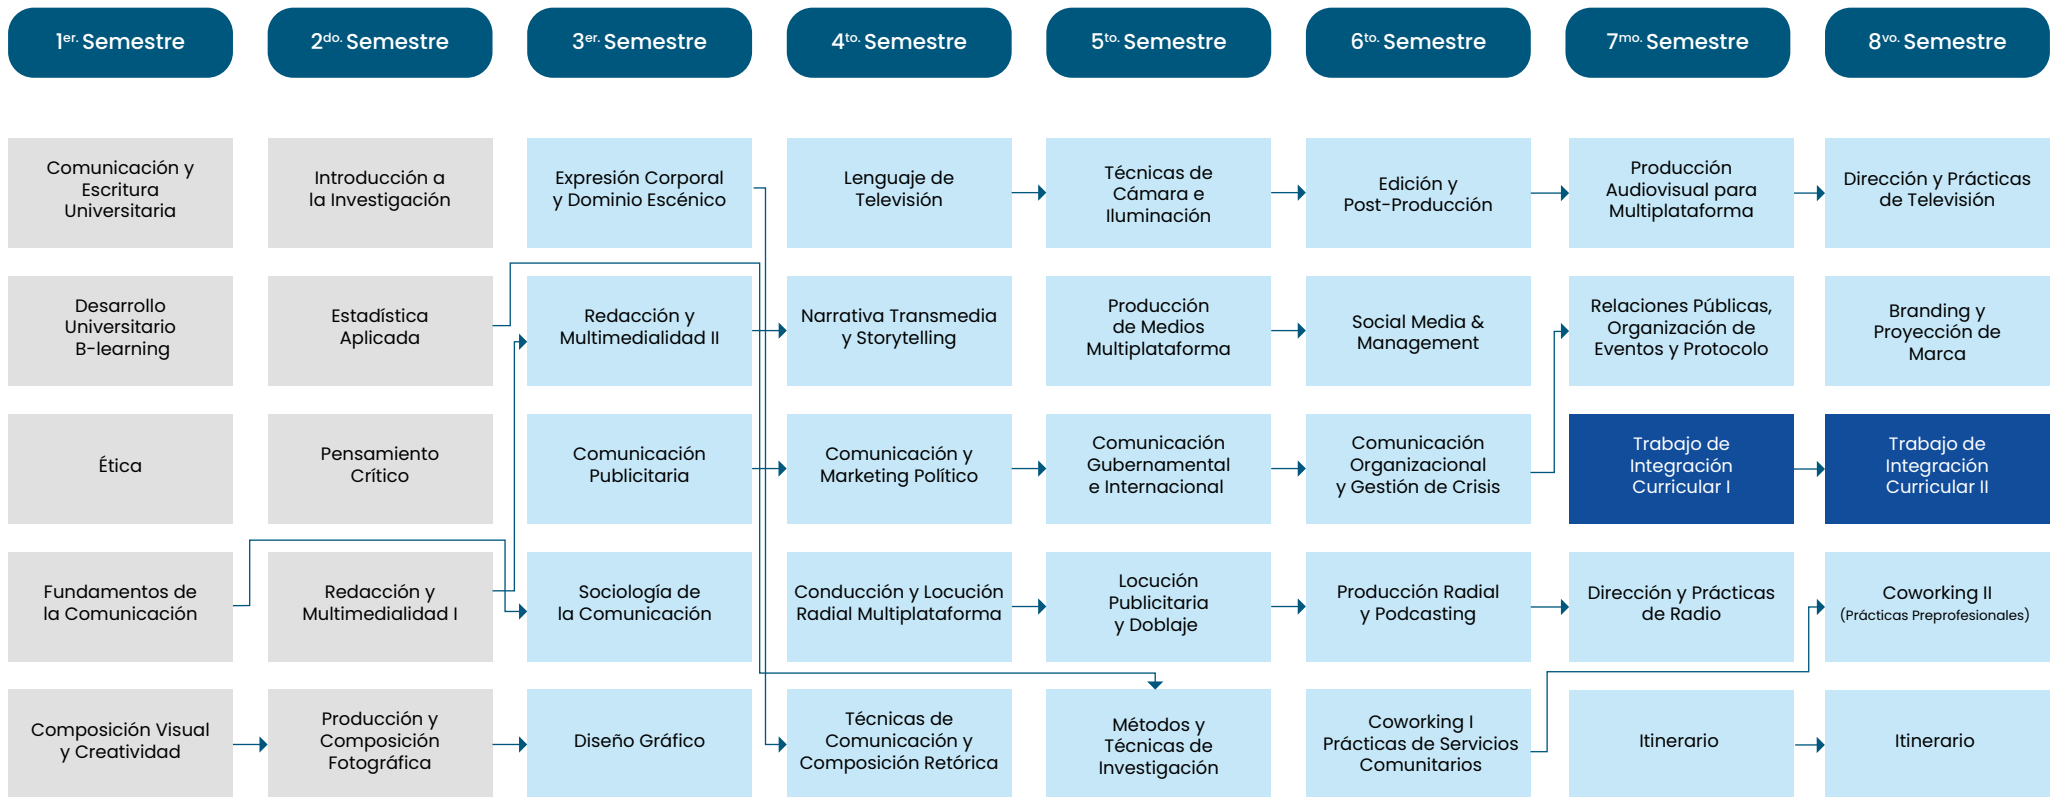 1er. Semestre
2do. Semestre
3er. Semestre
4to. Semestre
5to. Semestre
6to. Semestre
7mo. Semestre
8vo. Semestre
Comunicación y
Escritura
Universitaria
Introducción a
la Investigación
Expresión Corporal
y Dominio Escénico
Lenguaje de
Televisión
Técnicas de
Cámara e
Iluminación
Edición y
Post-Producción
Producción
Audiovisual para
Multiplataforma
Dirección y Prácticas
de Televisión
Desarrollo
Universitario
B-learning
Estadística
Aplicada
Redacción y
Multimedialidad II
Narrativa Transmedia
y Storytelling
Producción
de Medios
Multiplataforma
Social Media &
Management
Relaciones Públicas,
Organización de
Eventos y Protocolo
Branding y
Proyección de
Marca
Ética
Pensamiento
Crítico
Comunicación
Publicitaria
Comunicación y
Marketing Político
Comunicación
Gubernamental
e Internacional
Comunicación
Organizacional
y Gestión de Crisis
Trabajo de
Integración
Curricular I
Trabajo de
Integración
Curricular II
Fundamentos de
la Comunicación
Redacción y
Multimedialidad I
Sociología de
la Comunicación
Conducción y Locución
Radial Multiplataforma
Locución
Publicitaria
y Doblaje
Producción Radial
y Podcasting
Dirección y Prácticas
de Radio
Coworking II
(Prácticas Preprofesionales)
Composición Visual
y Creatividad
Producción y
Composición
Fotográfica
Diseño Gráfico
Técnicas de
Comunicación y
Composición Retórica
Métodos y
Técnicas de
Investigación
Coworking I
Prácticas de Servicios
Comunitarios
Itinerario
Itinerario